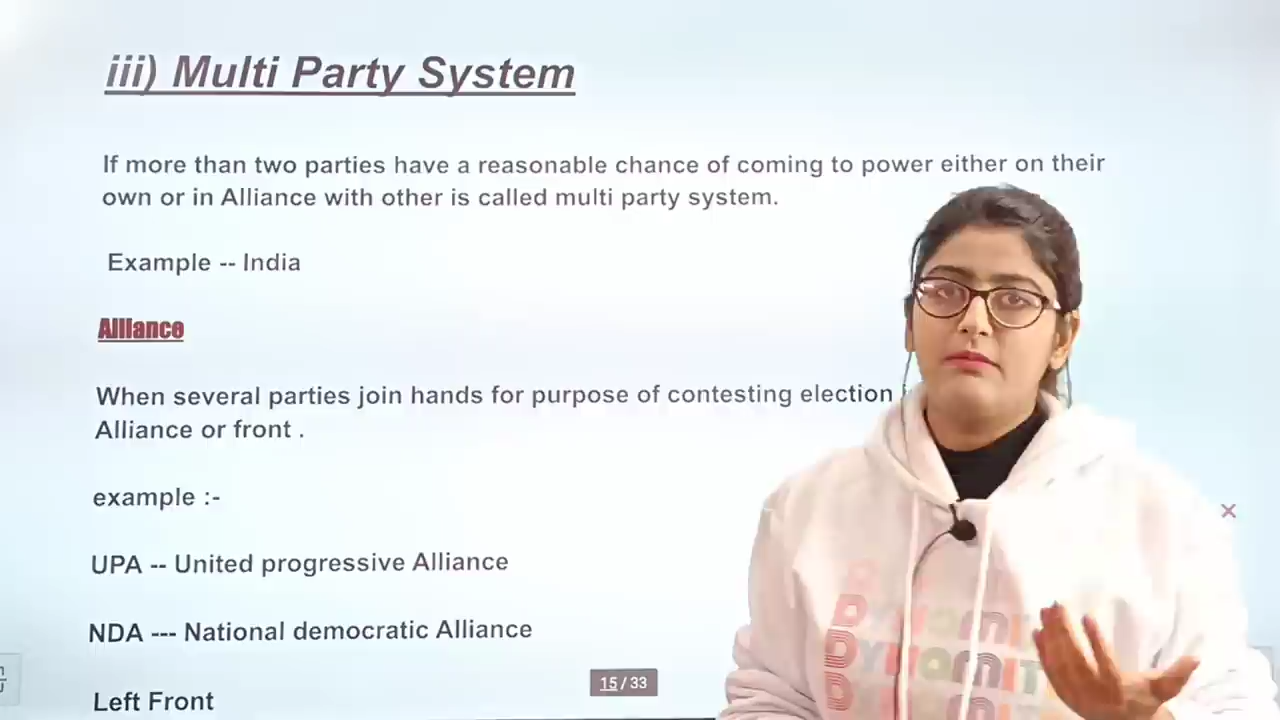 iii) Multi Party System
If more than two parties have a reasonable chance of coming to power either on their
own or in Alliance with other is called multi party system.
Example -- India
Alliance
When several parties join hands for purpose of contesting election
Alliance or front .
example :-
UPA -- United progressive Alliance
NDA --- National democratic Alliance
Left Front
15 / 33
DYNAMIT